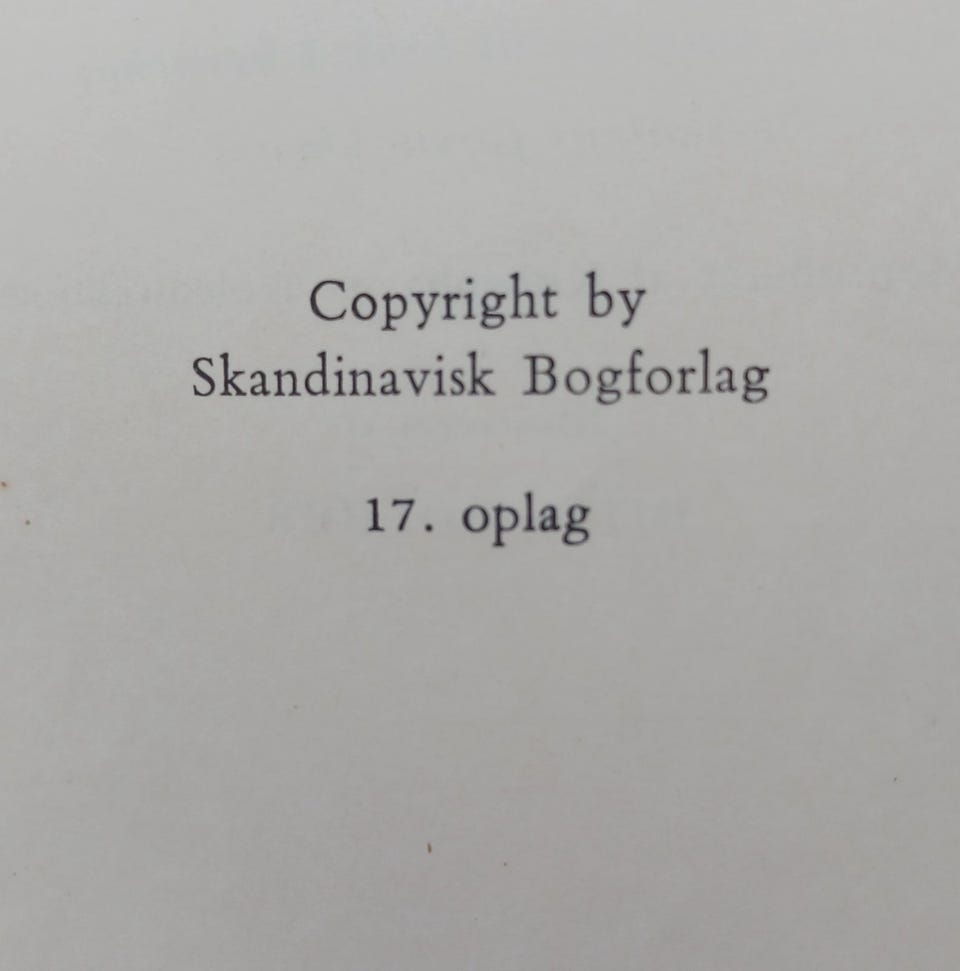 Copyright by
Skandinavisk Bogforlag
17. oplag